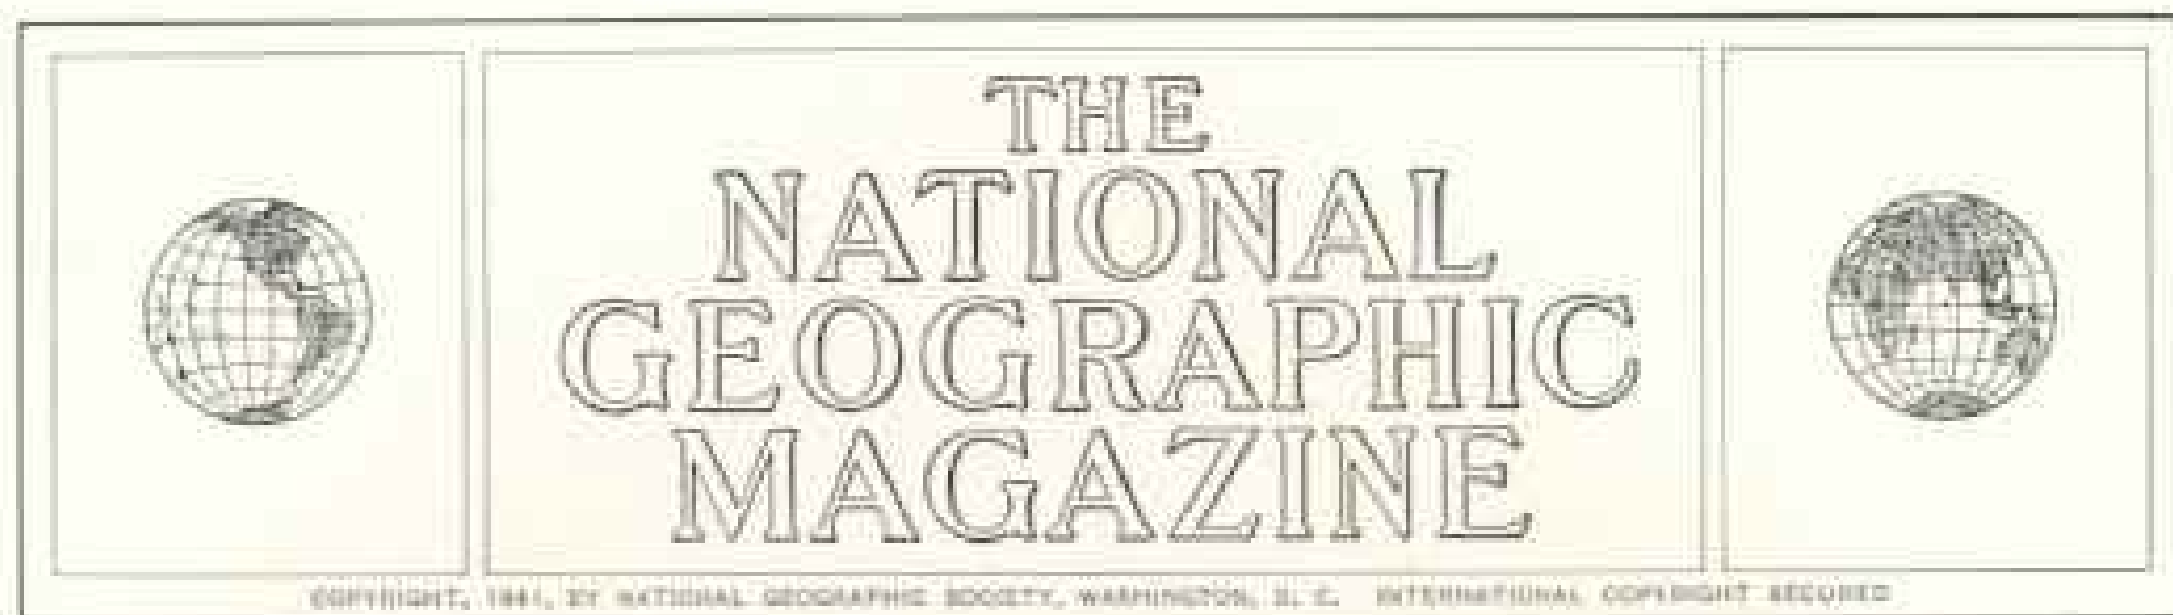 THE
NATIONAL
GEOGRAPHIC
MAGAZINE
COPYRIGHT, 1941, BY NATIONAL GEOGRAPHIC SOCIETY, WASHINGTON, D. C. INTERNATIONAL COPYRIGHT SECURED